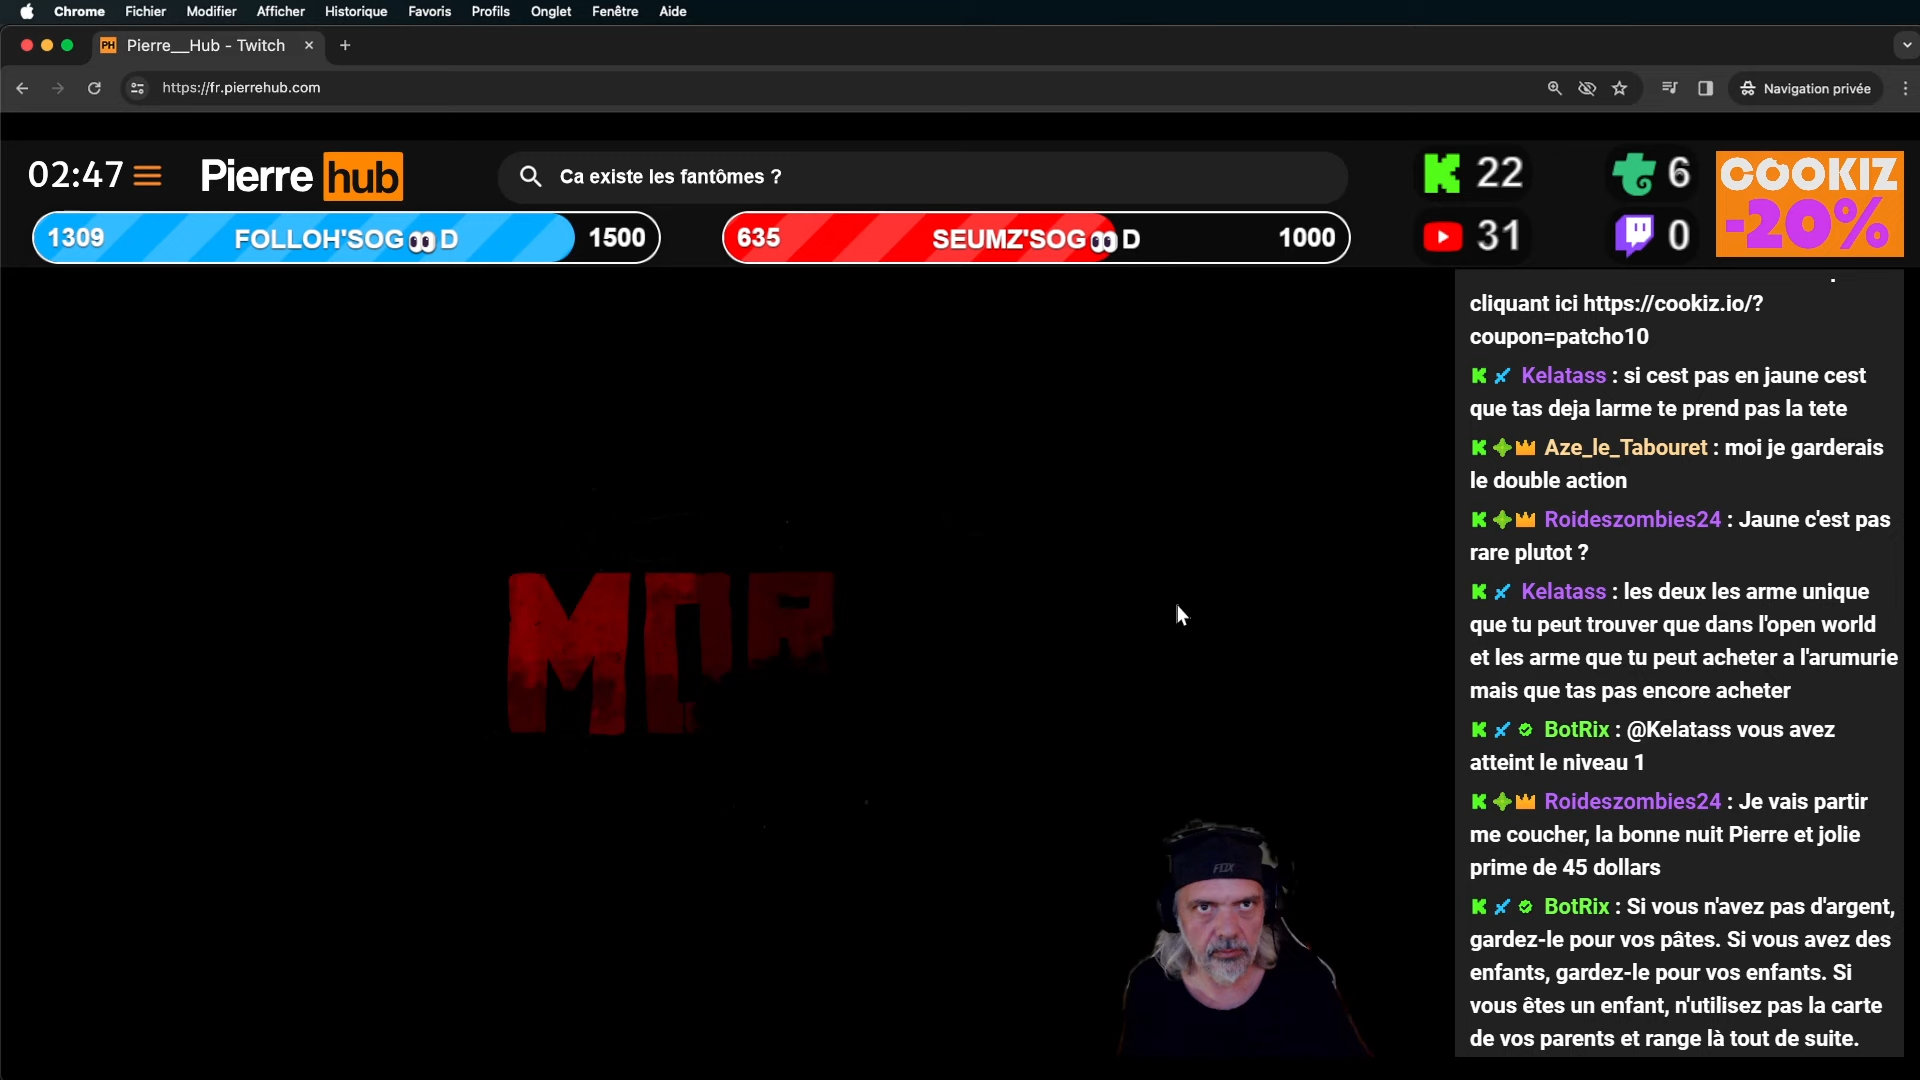 Chrome Fichier Modifier Afficher Historique Favoris Profils Onglet Fenêtre Aide
PH Pierre__Hub - Twitch
https://fr.pierrehub.com
Navigation privée
02:47
Pierre hub
Ca existe les fantômes ?
22
6
COOKIZ
-20%
1309 FOLLOH'SOG👀D 1500
635 SEUMZ'SOG👀D 1000
31
0
cliquant ici https://cookiz.io/?
coupon=patcho10
Kelatass : si cest pas en jaune cest
que tas deja larme te prend pas la tete
Aze_le_Tabouret : moi je garderais
le double action
Roideszombies24 : Jaune c'est pas
rare plutot ?
Kelatass : les deux les arme unique
que tu peut trouver que dans l'open world
et les arme que tu peut acheter a l'arumurie
mais que tas pas encore acheter
BotRix : @Kelatass vous avez
atteint le niveau 1
Roideszombies24 : Je vais partir
me coucher, la bonne nuit Pierre et jolie
prime de 45 dollars
BotRix : Si vous n'avez pas d'argent,
gardez-le pour vos pâtes. Si vous avez des
enfants, gardez-le pour vos enfants. Si
vous êtes un enfant, n'utilisez pas la carte
de vos parents et range là tout de suite.
MOR
FOX